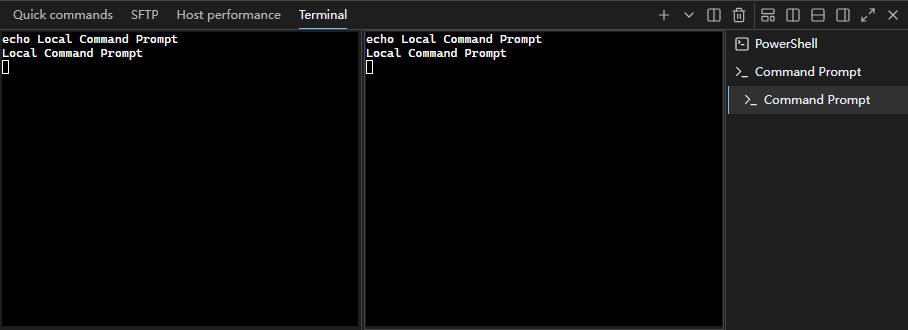 Quick commands SFTP Host performance Terminal
echo Local Command Prompt
Local Command Prompt
echo Local Command Prompt
Local Command Prompt
PowerShell
Command Prompt
Command Prompt